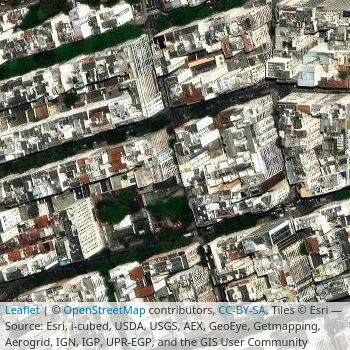 Leaflet | © OpenStreetMap contributors, CC-BY-SA, Tiles © Esri —
Source: Esri, i-cubed, USDA, USGS, AEX, GeoEye, Getmapping,
Aerogrid, IGN, IGP, UPR-EGP, and the GIS User Community